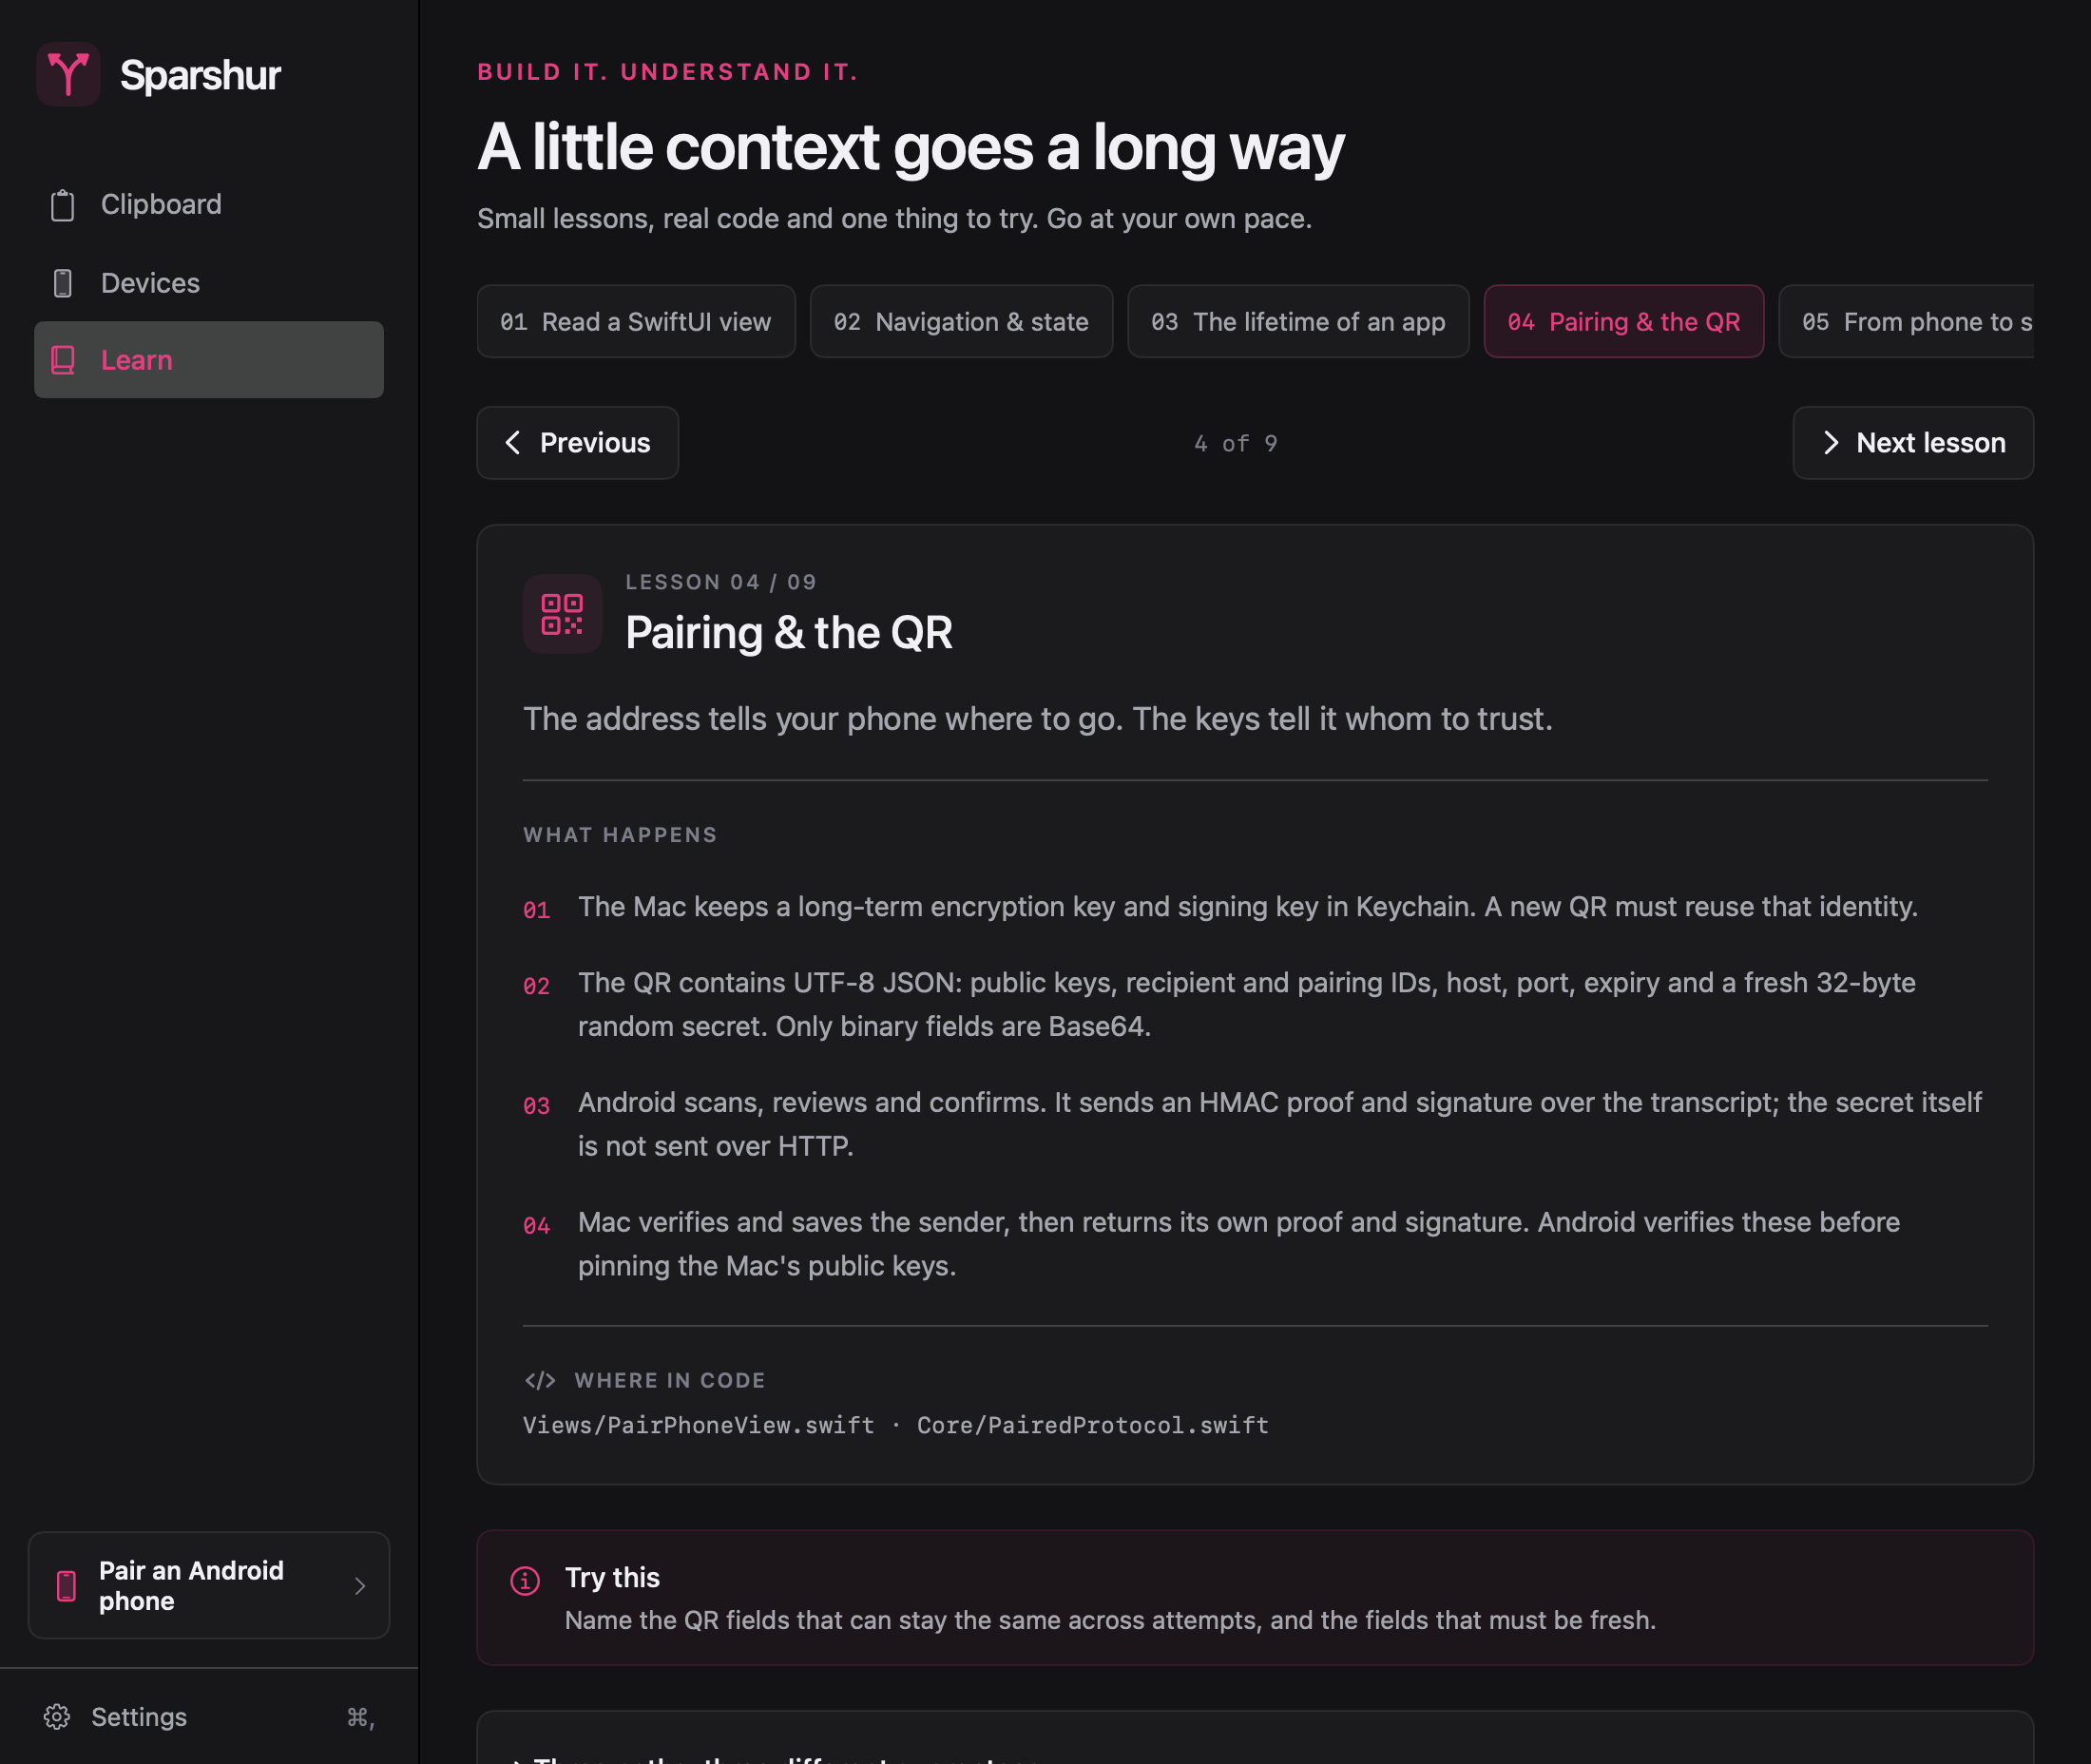 Sparshur
Clipboard
Devices
Learn
Pair an Android
phone
Settings
⌘,
BUILD IT. UNDERSTAND IT.
A little context goes a long way
Small lessons, real code and one thing to try. Go at your own pace.
01 Read a SwiftUI view
02 Navigation & state
03 The lifetime of an app
04 Pairing & the QR
05 From phone to s
Previous
4 of 9
Next lesson
LESSON 04 / 09
Pairing & the QR
The address tells your phone where to go. The keys tell it whom to trust.
WHAT HAPPENS
01 The Mac keeps a long-term encryption key and signing key in Keychain. A new QR must reuse that identity.
02 The QR contains UTF-8 JSON: public keys, recipient and pairing IDs, host, port, expiry and a fresh 32-byte
random secret. Only binary fields are Base64.
03 Android scans, reviews and confirms. It sends an HMAC proof and signature over the transcript; the secret itself
is not sent over HTTP.
04 Mac verifies and saves the sender, then returns its own proof and signature. Android verifies these before
pinning the Mac's public keys.
</> WHERE IN CODE
Views/PairPhoneView.swift · Core/PairedProtocol.swift
Try this
Name the QR fields that can stay the same across attempts, and the fields that must be fresh.